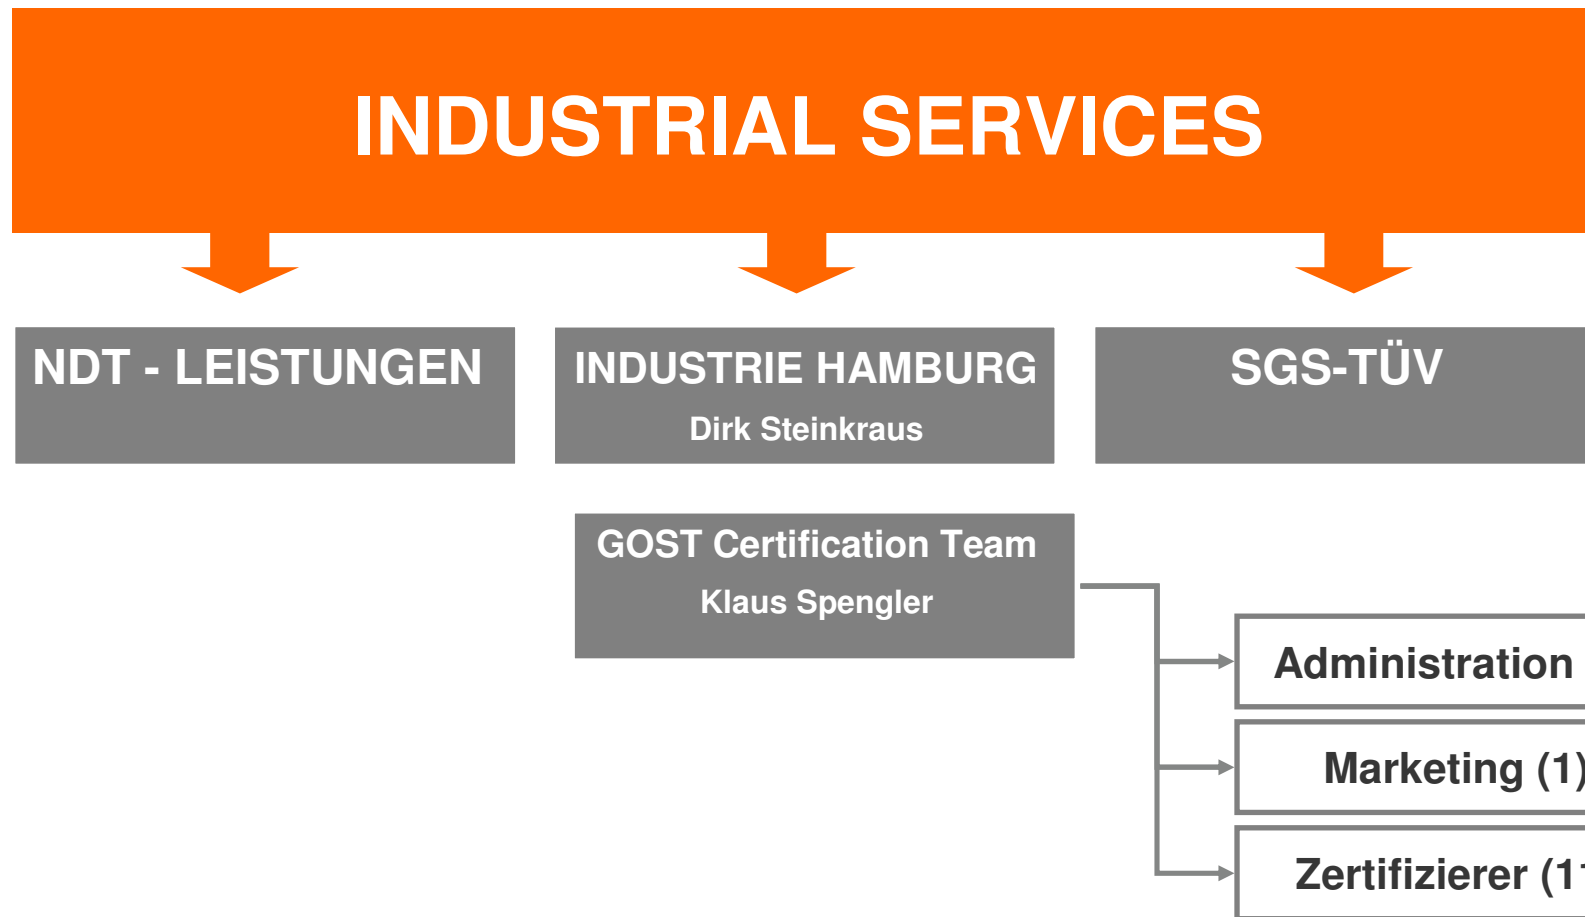 INDUSTRIAL SERVICES
NDT - LEISTUNGEN
INDUSTRIE HAMBURG
Dirk Steinkraus
SGS-TÜV
GOST Certification Team
Klaus Spengler
Administration
Marketing (1)
Zertifizierer